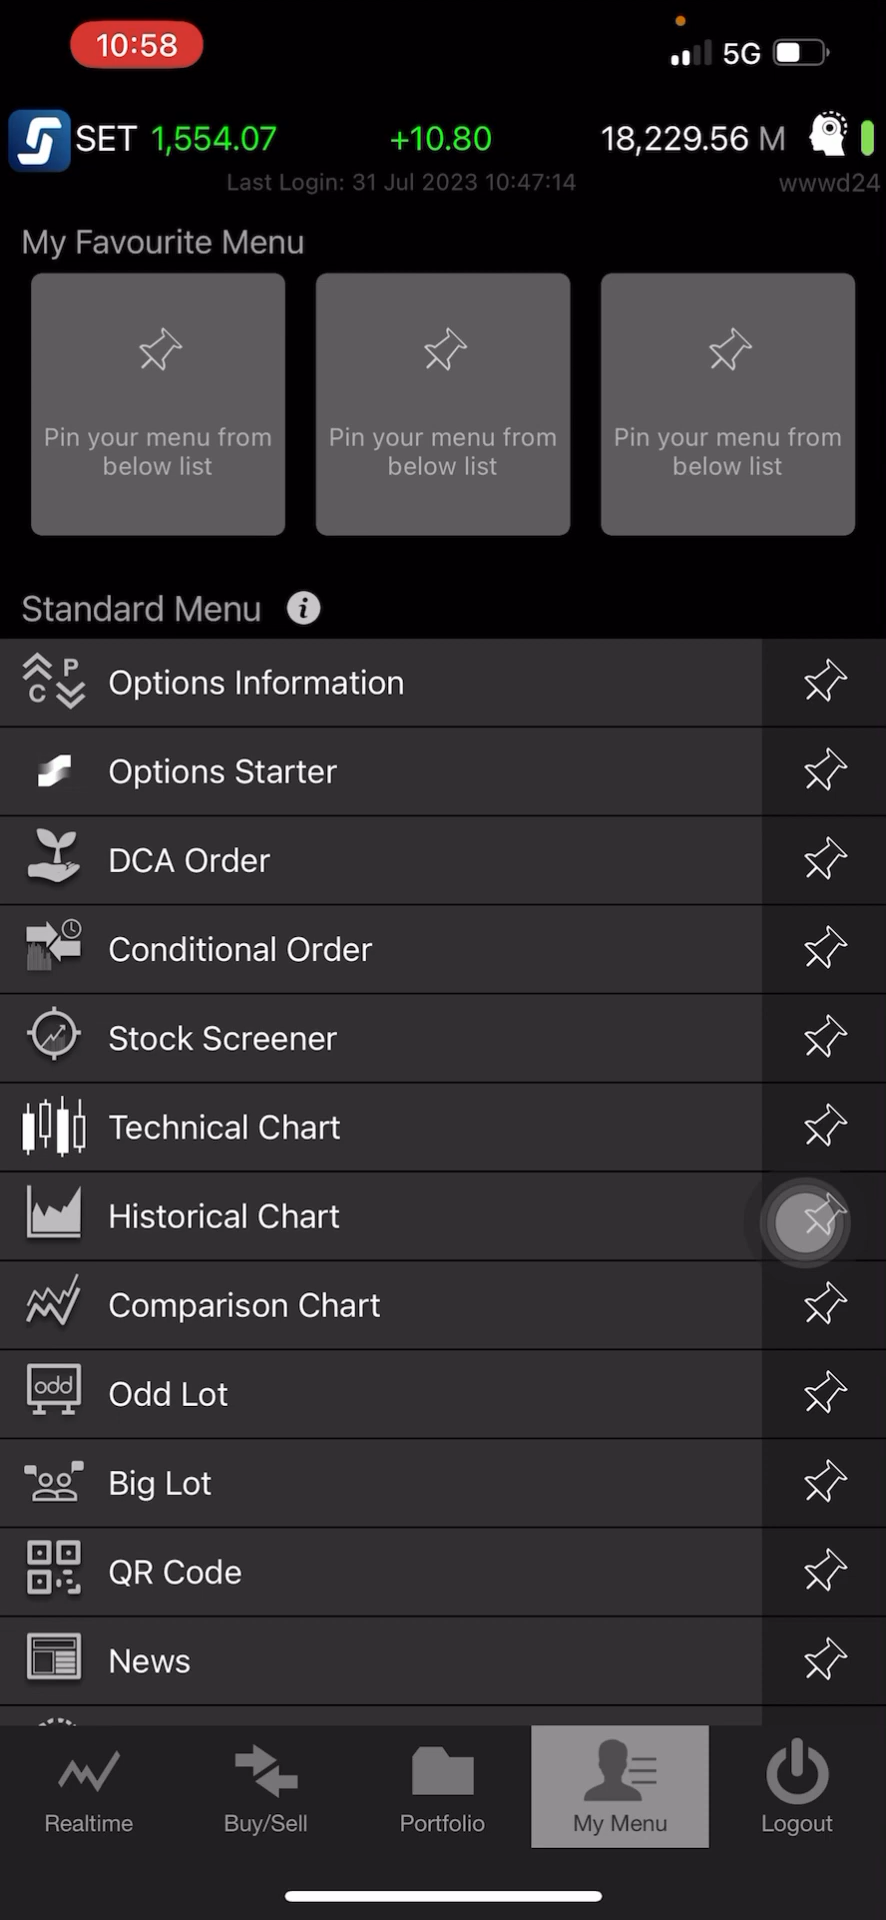 10:58
5G
SET 1,554.07 +10.80 18,229.56 M
Last Login: 31 Jul 2023 10:47:14 wwwd24
My Favourite Menu
Pin your menu from
below list
Pin your menu from
below list
Pin your menu from
below list
Standard Menu i
P
C
Options Information
Options Starter
DCA Order
Conditional Order
Stock Screener
Technical Chart
Historical Chart
Comparison Chart
odd Odd Lot
Big Lot
QR Code
News
Realtime Buy/Sell Portfolio My Menu Logout